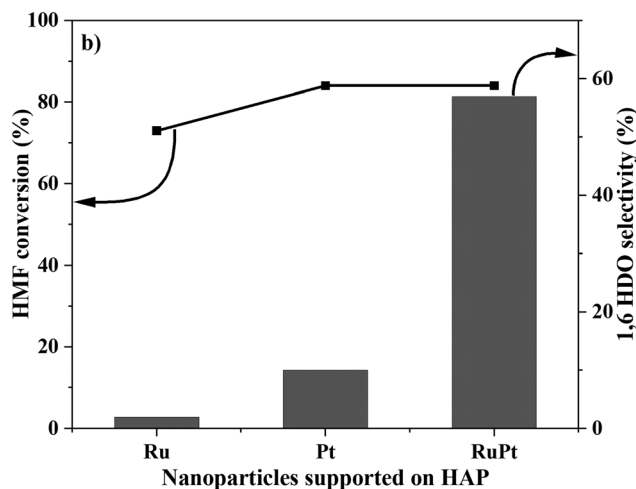 b)
HMF conversion (%)
100
80
60
40
20
0
1,6 HDO selectivity (%)
60
40
20
0
Ru Pt RuPt
Nanoparticles supported on HAP